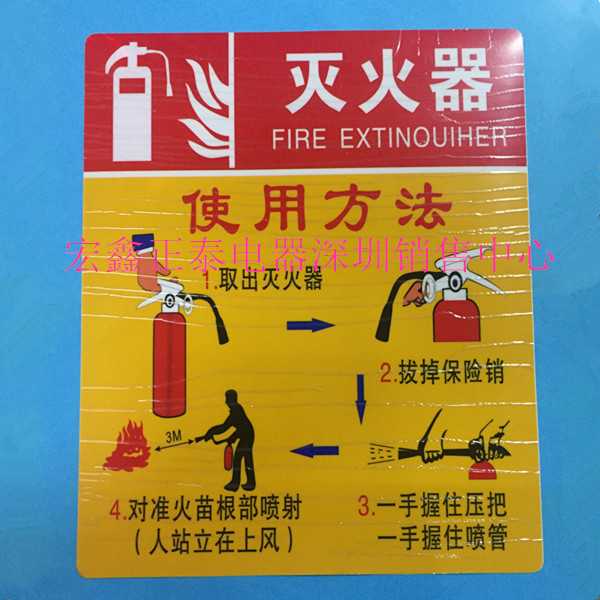 灭火器
FIRE EXTINOUIHER
使用方法
宏鑫正泰电器深圳销售中心
1.取出灭火器
2.拔掉保险销
3M
4.对准火苗根部喷射
（人站立在上风）
3.一手握住压把
一手握住喷管